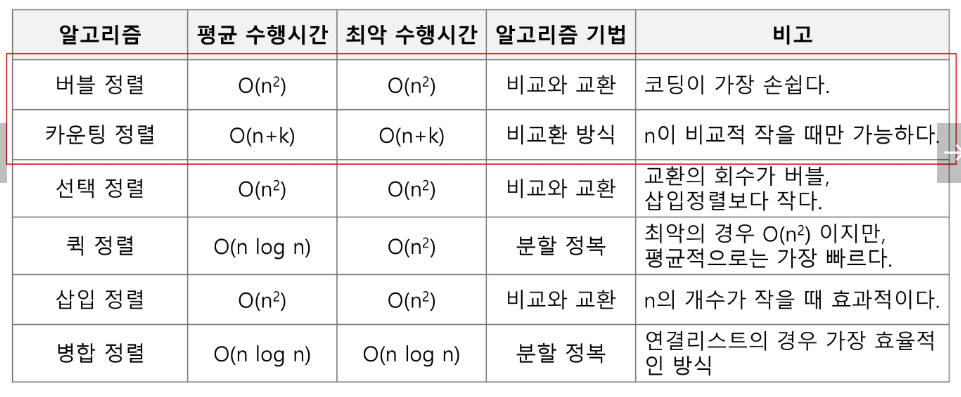 알고리즘 평균 수행시간 최악 수행시간 알고리즘 기법 비고
버블 정렬 O(n²) O(n²) 비교와 교환 코딩이 가장 손쉽다.
카운팅 정렬 O(n+k) O(n+k) 비교환 방식 n이 비교적 작을 때만 가능하다.
선택 정렬 O(n²) O(n²) 비교와 교환 교환의 회수가 버블,
삽입정렬보다 작다.
퀵 정렬 O(n log n) O(n²) 분할 정복 최악의 경우 O(n²) 이지만,
평균적으로는 가장 빠르다.
삽입 정렬 O(n²) O(n²) 비교와 교환 n의 개수가 작을 때 효과적이다.
병합 정렬 O(n log n) O(n log n) 분할 정복 연결리스트의 경우 가장 효율적
인 방식